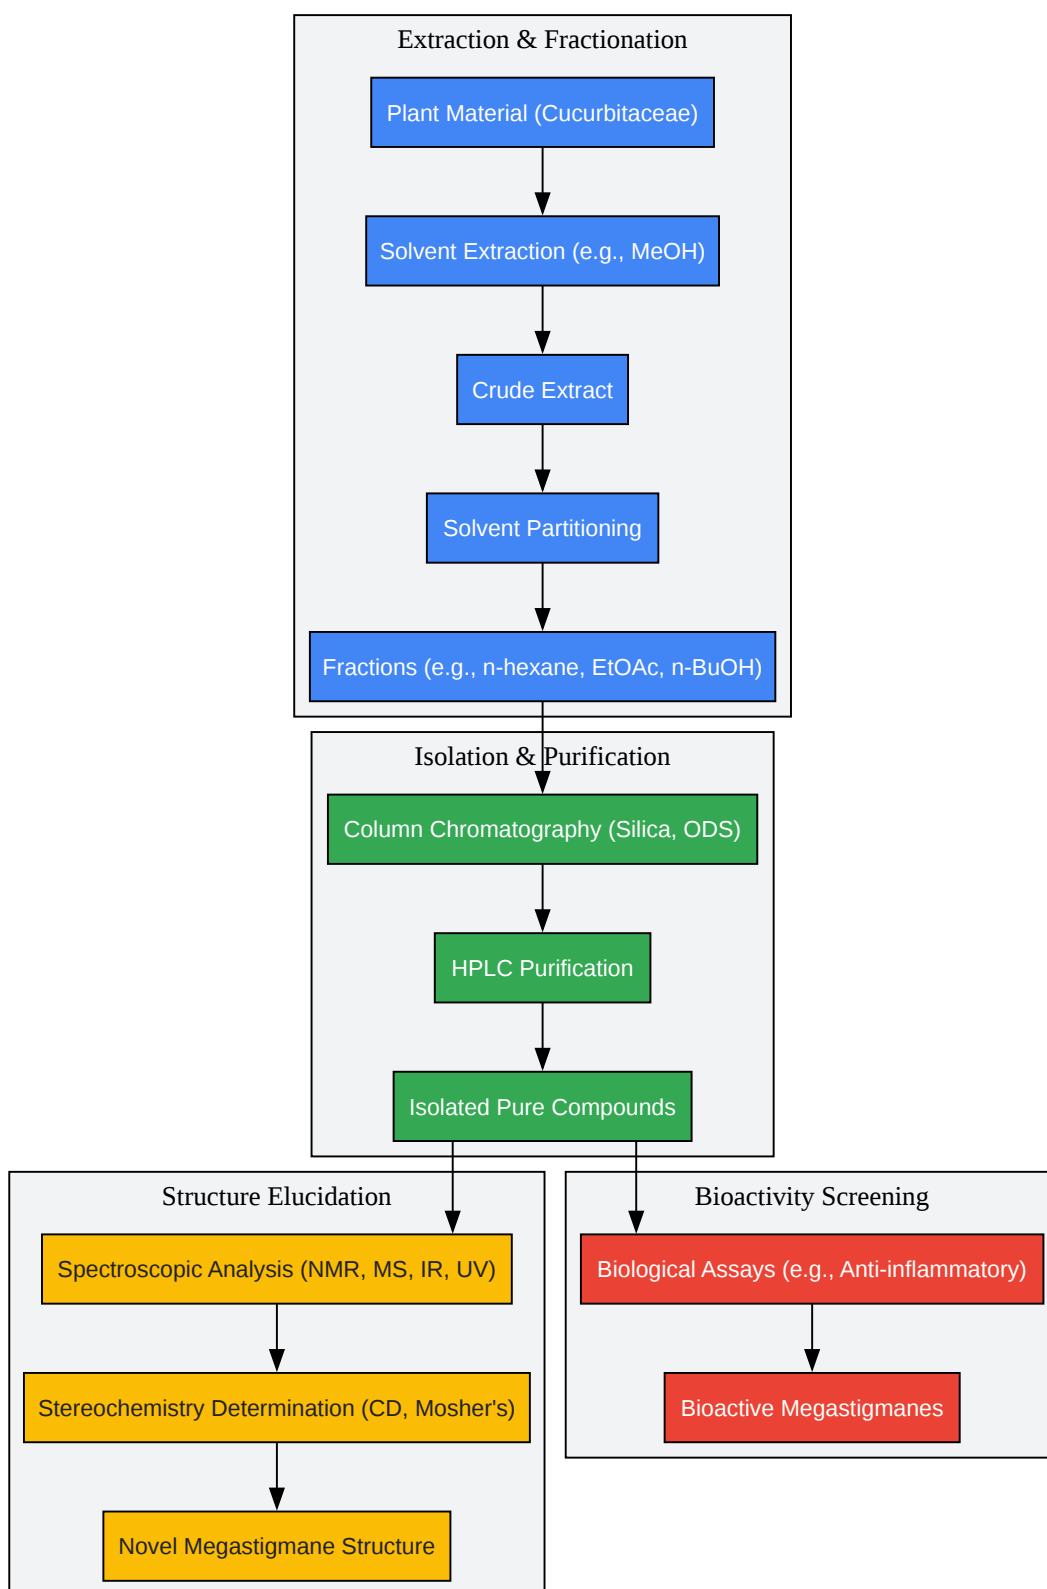 Extraction & Fractionation
Plant Material (Cucurbitaceae)
Solvent Extraction (e.g., MeOH)
Crude Extract
Solvent Partitioning
Fractions (e.g., n-hexane, EtOAc, n-BuOH)
Isolation & Purification
Column Chromatography (Silica, ODS)
HPLC Purification
Isolated Pure Compounds
Structure Elucidation
Spectroscopic Analysis (NMR, MS, IR, UV)
Stereochemistry Determination (CD, Mosher's)
Novel Megastigmane Structure
Bioactivity Screening
Biological Assays (e.g., Anti-inflammatory)
Bioactive Megastigmanes